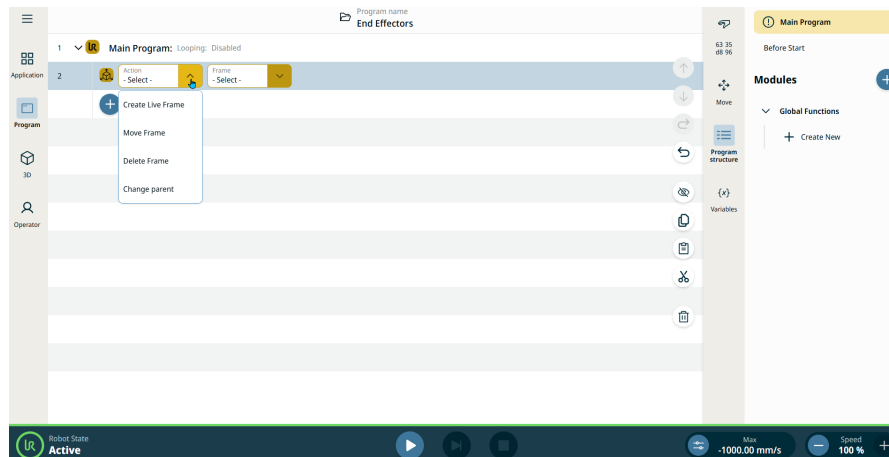 Program name
End Effectors
1 Main Program: Looping: Disabled
2 Action - Select - Frame - Select -
Create Live Frame
Move Frame
Delete Frame
Change parent
Application
Program
3D
Operator
63 35
d8 96
Move
Program
structure
{x}
Variables
Main Program
Before Start
Modules
Global Functions
Create New
UR
Robot State
Active
Max
-1000.00 mm/s
Speed
100 %